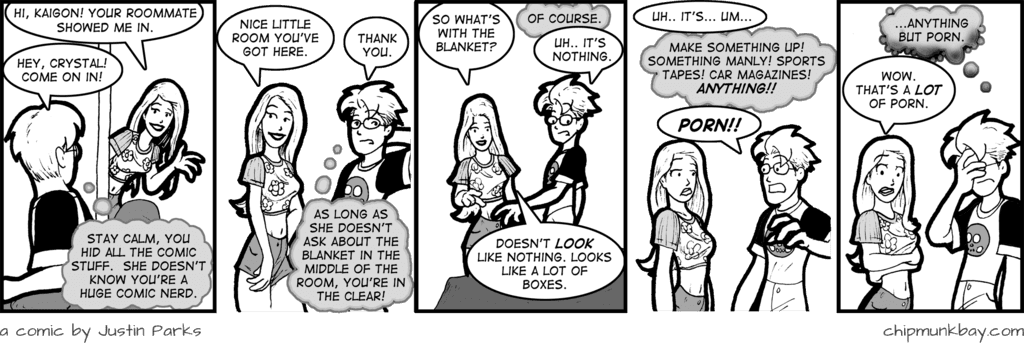 HI, KAIGON! YOUR ROOMMATE
SHOWED ME IN.
HEY, CRYSTAL!
COME ON IN!
STAY CALM, YOU
HID ALL THE COMIC
STUFF. SHE DOESN'T
KNOW YOU'RE A
HUGE COMIC NERD.
NICE LITTLE
ROOM YOU'VE
GOT HERE.
THANK
YOU.
AS LONG AS
SHE DOESN'T
ASK ABOUT THE
BLANKET IN THE
MIDDLE OF THE
ROOM, YOU'RE IN
THE CLEAR!
SO WHAT'S
WITH THE
BLANKET?
OF COURSE.
UH.. IT'S
NOTHING.
DOESN'T LOOK
LIKE NOTHING. LOOKS
LIKE A LOT OF
BOXES.
UH.. IT'S... UM...
MAKE SOMETHING UP!
SOMETHING MANLY! SPORTS
TAPES! CAR MAGAZINES!
ANYTHING!!
PORN!!
...ANYTHING
BUT PORN.
WOW.
THAT'S A LOT
OF PORN.
a comic by Justin Parks
chipmunkbay.com